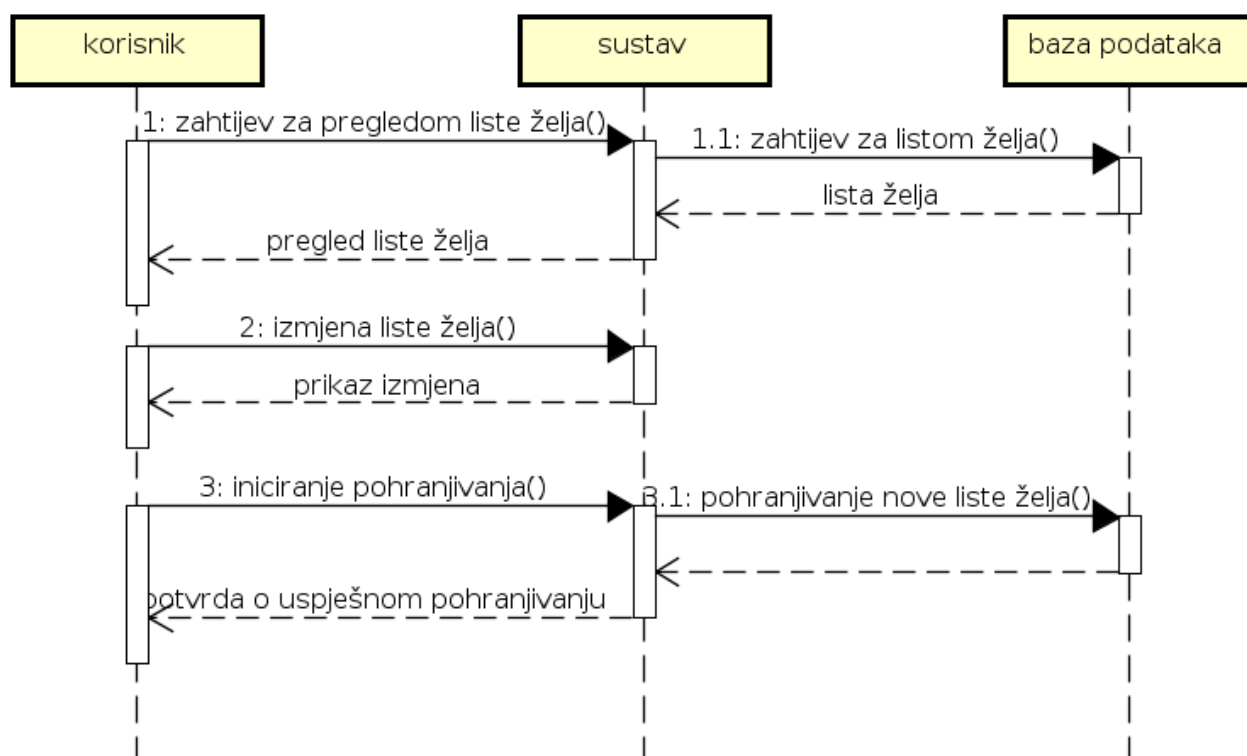 korisnik
sustav
baza podataka
1: zahtijev za pregledom liste želja()
1.1: zahtijev za listom želja()
lista želja
pregled liste želja
2: izmjena liste želja()
prikaz izmjena
3: iniciranje pohranjivanja()
3.1: pohranjivanje nove liste želja()
potvrda o uspješnom pohranjivanju